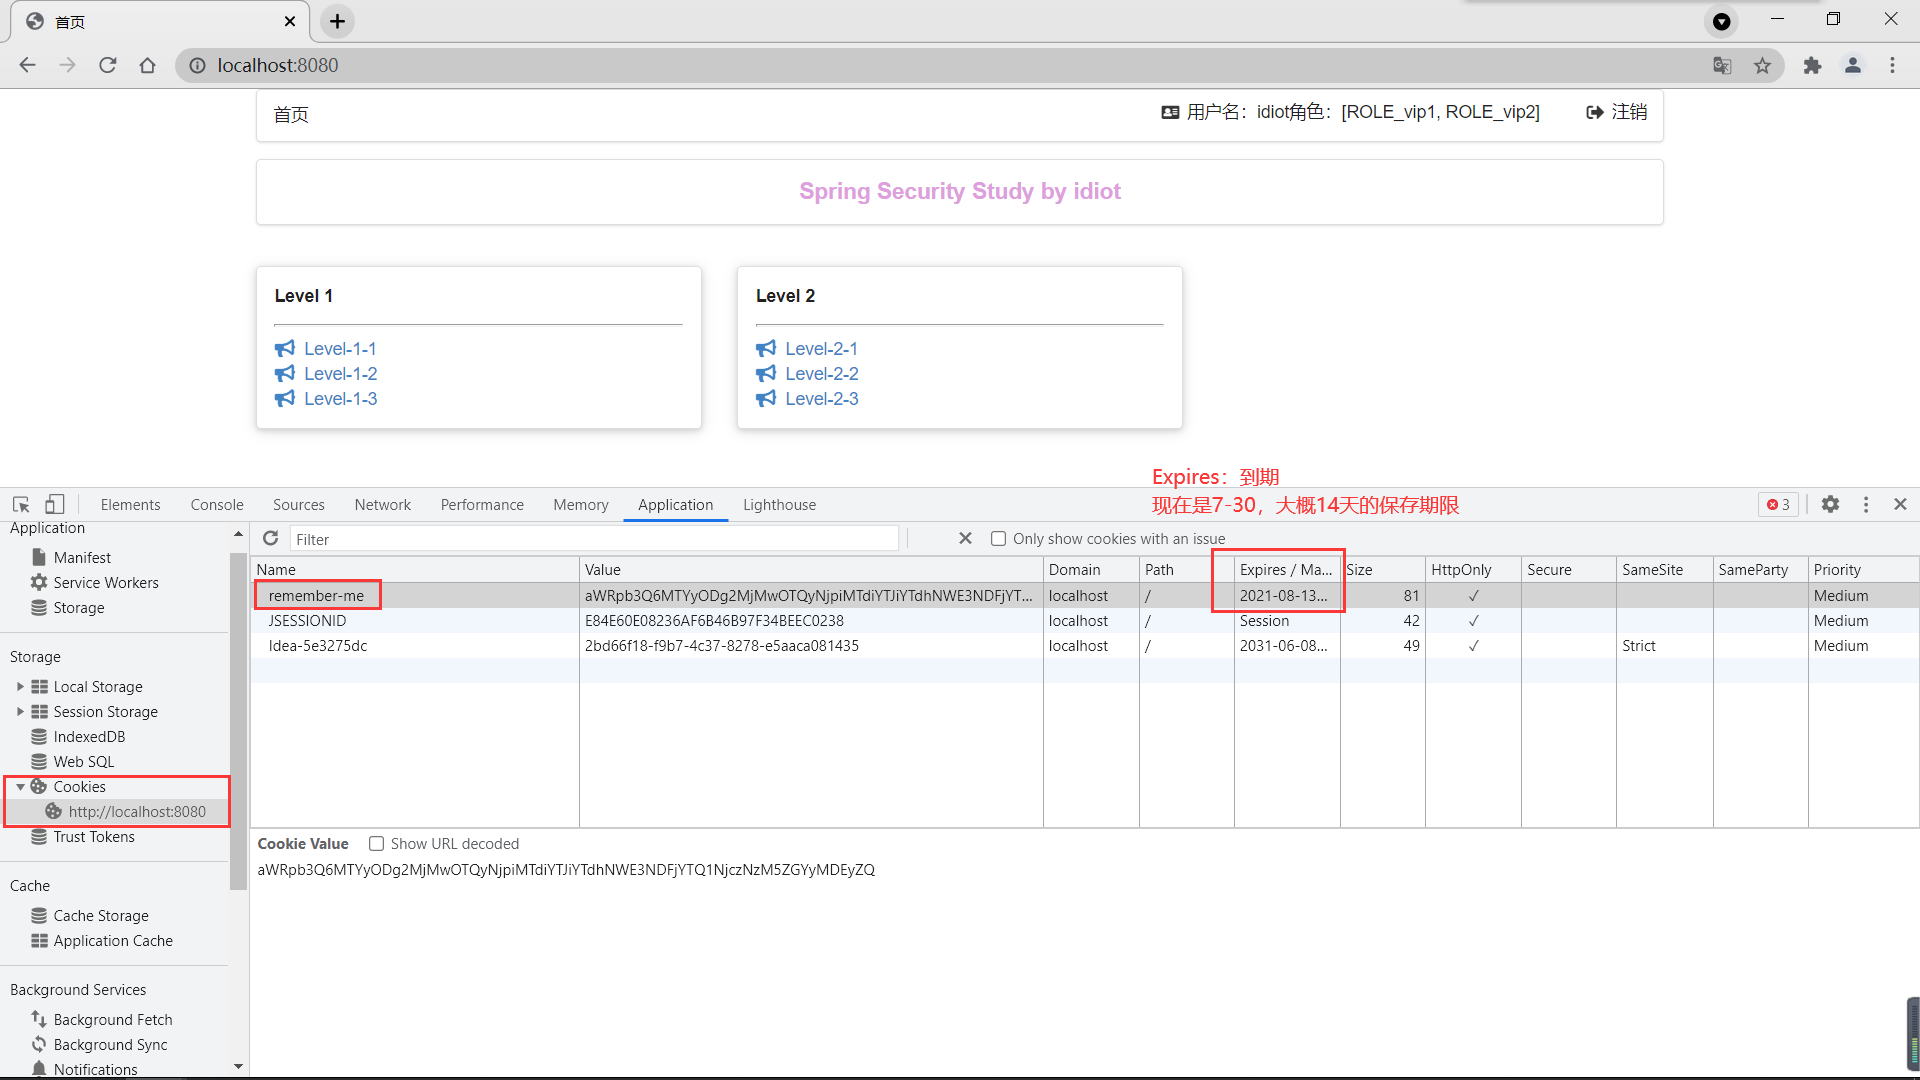 首页
localhost:8080
首页
用户名：idiot角色：[ROLE_vip1, ROLE_vip2]
注销
Spring Security Study by idiot
Level 1
Level-1-1
Level-1-2
Level-1-3
Level 2
Level-2-1
Level-2-2
Level-2-3
Expires：到期
现在是7-30，大概14天的保存期限
Elements Console Sources Network Performance Memory Application Lighthouse
3
Application
Manifest
Service Workers
Storage
Storage
Local Storage
Session Storage
IndexedDB
Web SQL
Cookies
http://localhost:8080
Trust Tokens
Cache
Cache Storage
Application Cache
Background Services
Background Fetch
Background Sync
Notifications
Filter
Only show cookies with an issue
Name Value Domain Path Expires / Ma... Size HttpOnly Secure SameSite SameParty Priority
remember-me aWRpb3Q6MTYyODg2MjMwOTQyNjpiMTdiYTJiYTdhNWE3NDFjYT... localhost / 2021-08-13... 81 ✓ Medium
JSESSIONID E84E60E08236AF6B46B97F34BEEC0238 localhost / Session 42 ✓ Medium
Idea-5e3275dc 2bd66f18-f9b7-4c37-8278-e5aaca081435 localhost / 2031-06-08... 49 ✓ Strict Medium
Cookie Value
Show URL decoded
aWRpb3Q6MTYyODg2MjMwOTQyNjpiMTdiYTJiYTdhNWE3NDFjYTQ1NjczNzM5ZGYyMDEyZQ